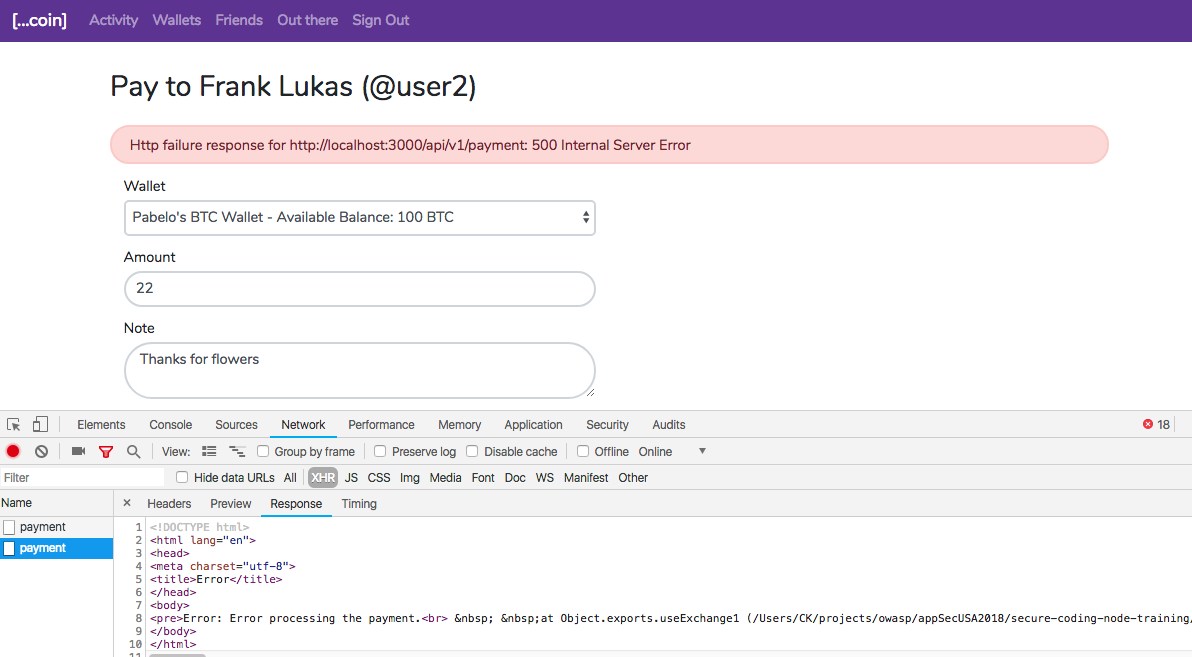 [...coin] Activity Wallets Friends Out there Sign Out
Pay to Frank Lukas (@user2)
Http failure response for http://localhost:3000/api/v1/payment: 500 Internal Server Error
Wallet
Pabelo's BTC Wallet - Available Balance: 100 BTC
Amount
22
Note
Thanks for flowers
Elements Console Sources Network Performance Memory Application Security Audits 18
View: Group by frame Preserve log Disable cache Offline Online
Filter Hide data URLs All XHR JS CSS Img Media Font Doc WS Manifest Other
Name × Headers Preview Response Timing
payment
payment
1 <!DOCTYPE html>
2 <html lang="en">
3 <head>
4 <meta charset="utf-8">
5 <title>Error</title>
6 </head>
7 <body>
8 <pre>Error: Error processing the payment.<br> &nbsp; &nbsp;at Object.exports.useExchange1 (/Users/CK/projects/owasp/appSecUSA2018/secure-coding-node-training/
9 </body>
10 </html>
11